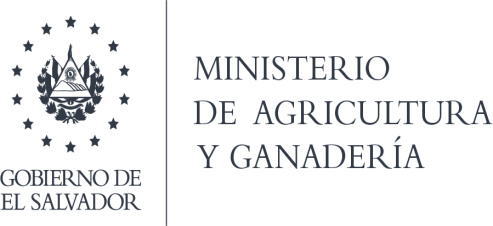 GOBIERNO DE
EL SALVADOR
MINISTERIO
DE AGRICULTURA
Y GANADERÍA